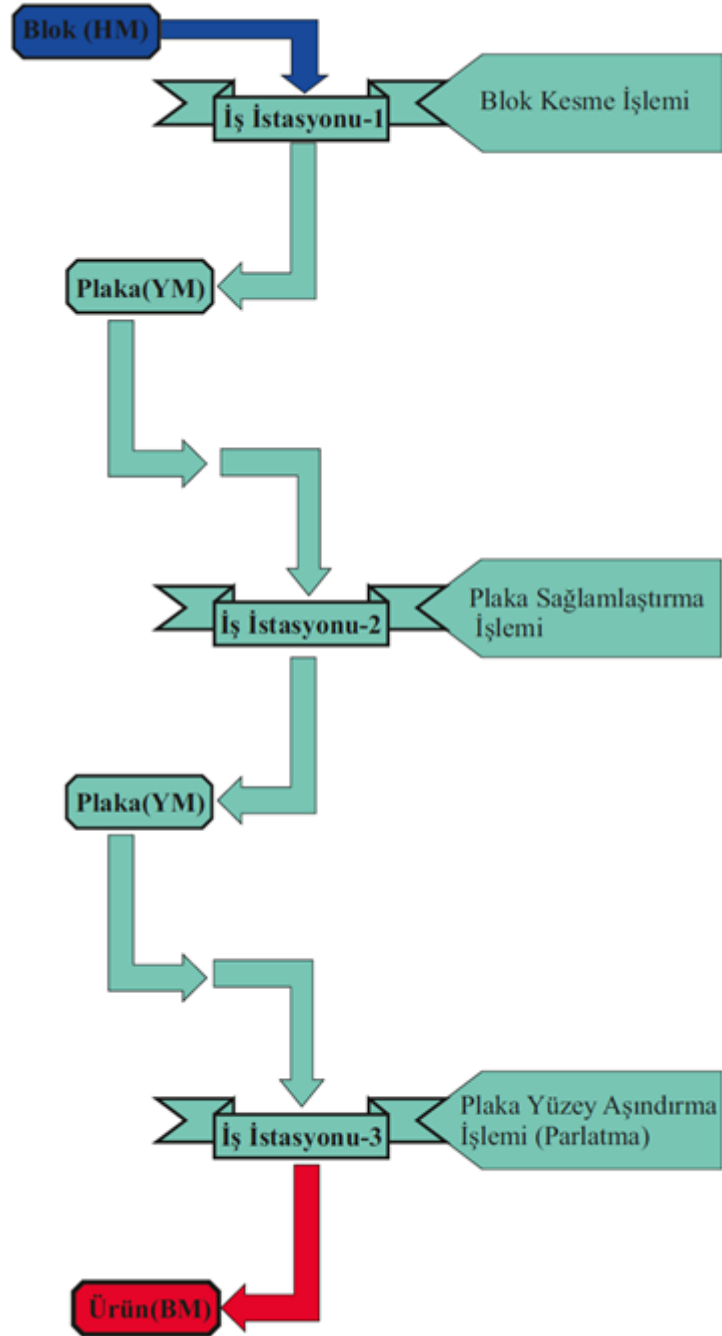 Blok (HM)
İş İstasyonu-1
Blok Kesme İşlemi
Plaka(YM)
İş İstasyonu-2
Plaka Sağlamlaştırma
İşlemi
Plaka(YM)
İş İstasyonu-3
Plaka Yüzey Aşındırma
İşlemi (Parlatma)
Ürün(BM)